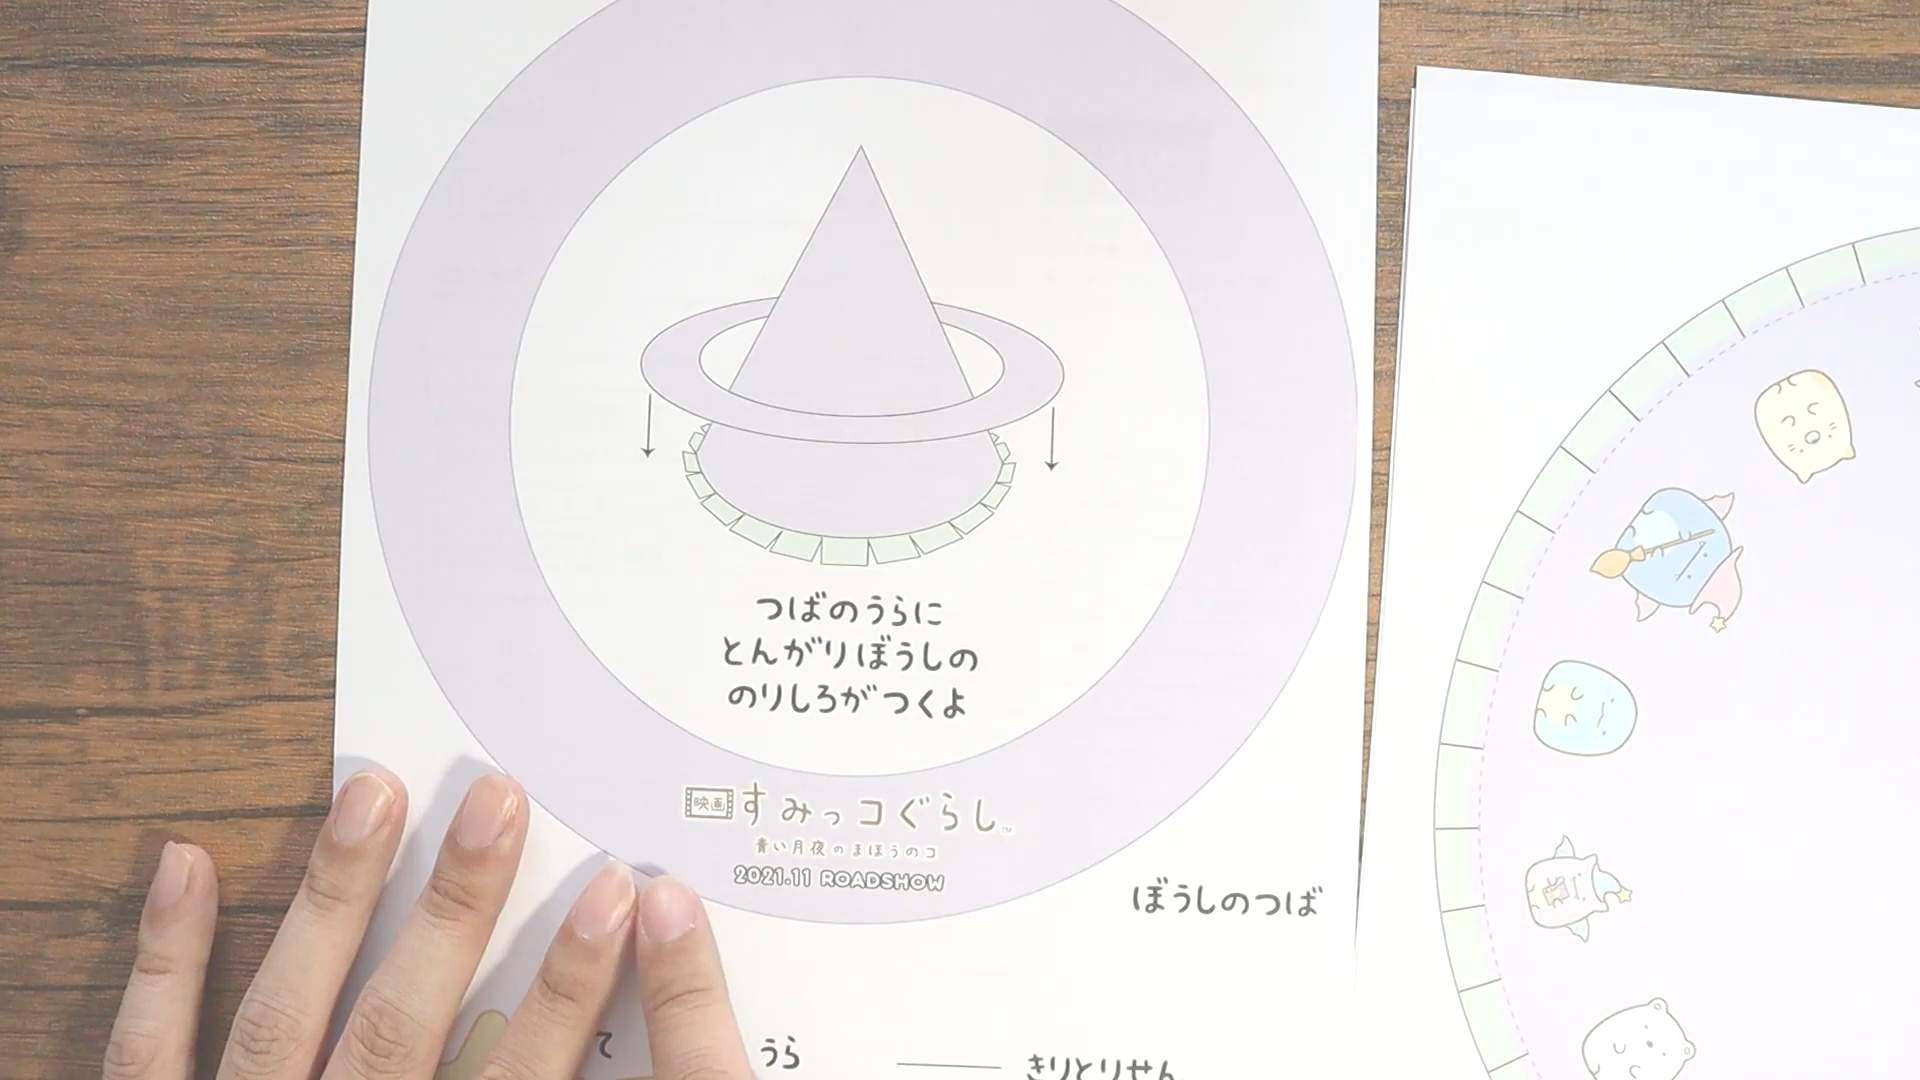 つばのうらに
とんがりぼうしの
のりしろがつくよ
映画 すみっコぐらし™
青い月夜のまほうのコ
2021.11 ROADSHOW
ぼうしのつば
て
うら
きりとりせん